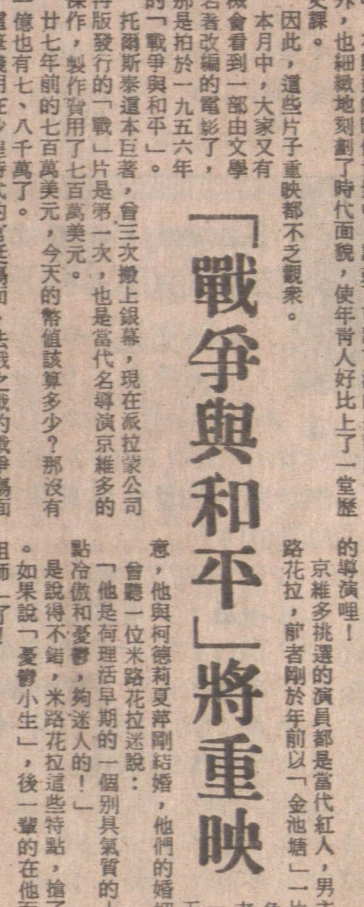 「戰爭與和平」將重映
外，也細緻地刻劃了時代面貌，使年靑人好比上了一堂歷
史課。
因此，這些片子重映都不乏觀衆。
本月中，大家又有
機會看到一部由文學
名著改編的電影了，
那是拍於一九五六年
的「戰爭與和平」。
托爾斯泰這本巨著，曾三次搬上銀幕，現在派拉蒙公司
版發行的「戰」片是第一次，也是當代名導演京維多的
傑作，製作費用了七百萬美元。
廿七年前的七百萬美元，今天的幣值該算多少？那沒有
一億也有七、八千萬了。
的導演哩！
京維多挑選的演員都是當代紅人，男主
路花拉，前者剛於年前以「金池塘」一
意，他與柯德莉夏萍剛結婚，他們的婚
曾聽一位米路花拉迷說：
「他是荷理活早期的一個別具氣質的
點冷傲和憂鬱，夠迷人的！」
是說得不錯，米路花拉這些特點，搶了
。如果說「憂鬱小生」，後一輩的在他
祖師」了！